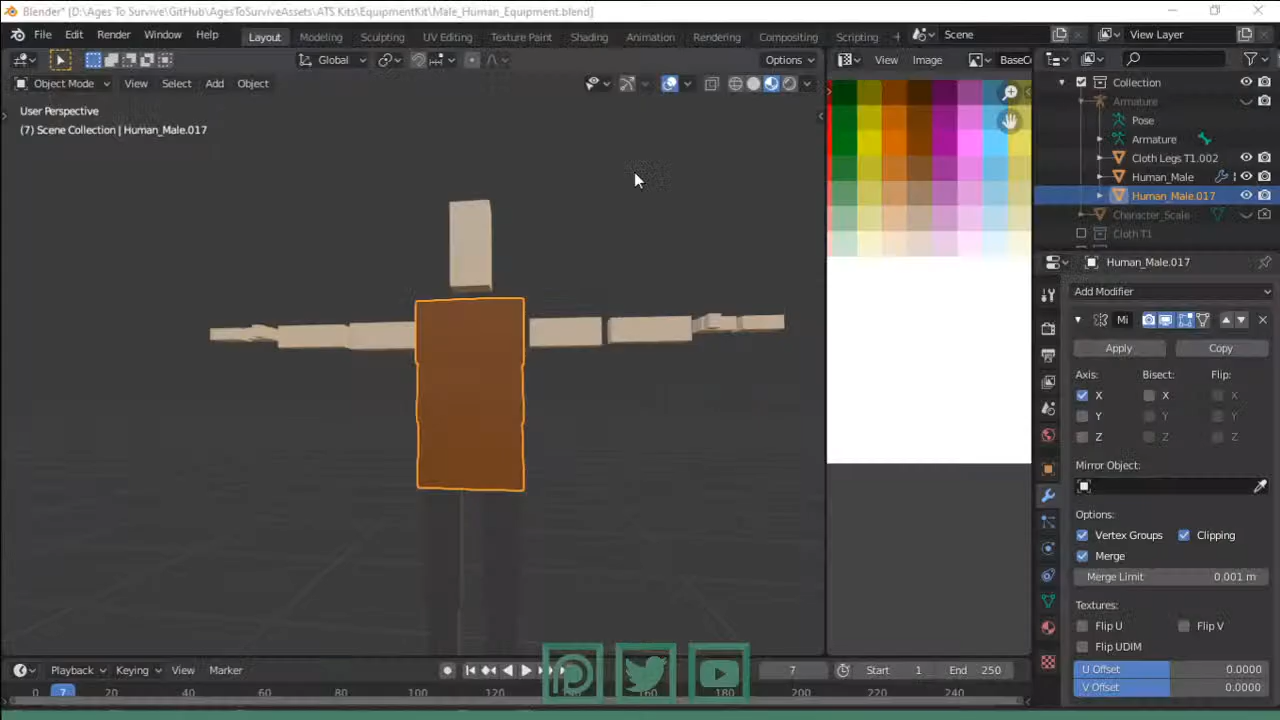 Blender* [D:\Ages To Survive\GitHub\AgesToSurviveAssets\ATS Kits\EquipmentKit\Male_Human_Equipment.blend]
File Edit Render Window Help Layout Modeling Sculpting UV Editing Texture Paint Shading Animation Rendering Compositing Scripting + Scene View Layer
Global Options View Image BaseC
Object Mode View Select Add Object
User Perspective
(7) Scene Collection | Human_Male.017
Collection
Armature
Pose
Armature
Cloth Legs T1.002
Human_Male
Human_Male.017
Character_Scale
Cloth T1
Human_Male.017
Add Modifier
Mi
Apply Copy
Axis: Bisect: Flip:
X X X
Y Y Y
Z Z Z
Mirror Object:
Options:
Vertex Groups Clipping
Merge
Merge Limit 0.001 m
Textures:
Flip U Flip V
Flip UDIM
U Offset 0.0000
V Offset 0.0000
Playback Keying View Marker 7 Start 1 End 250
0 7 20 40 60 80 100 120 160 180 200 220 240